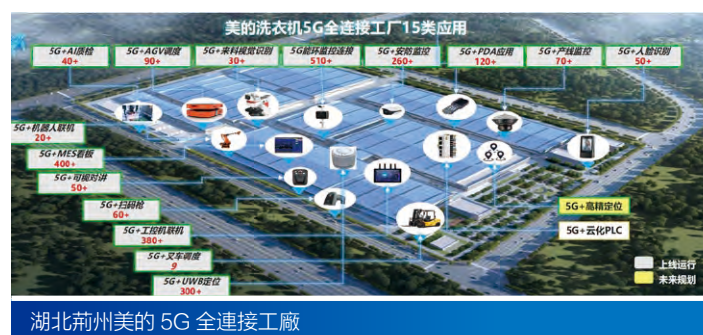 美的洗衣机5G全连接工厂15类应用
5G+AI质检
40+
5G+AGV调度
90+
5G+来料视觉识别
30+
5G能环监控连接
510+
5G+安防监控
260+
5G+PDA应用
120+
5G+产线监控
70+
5G+人脸识别
50+
5G+机器人联机
20+
5G+MES看板
400+
5G+可视对讲
50+
5G+扫码枪
60+
5G+工控机联机
380+
5G+叉车调度
9
5G+UWB定位
300+
5G+高精定位
5G+云化PLC
上线运行
未来规划
湖北荊州美的 5G 全連接工廠